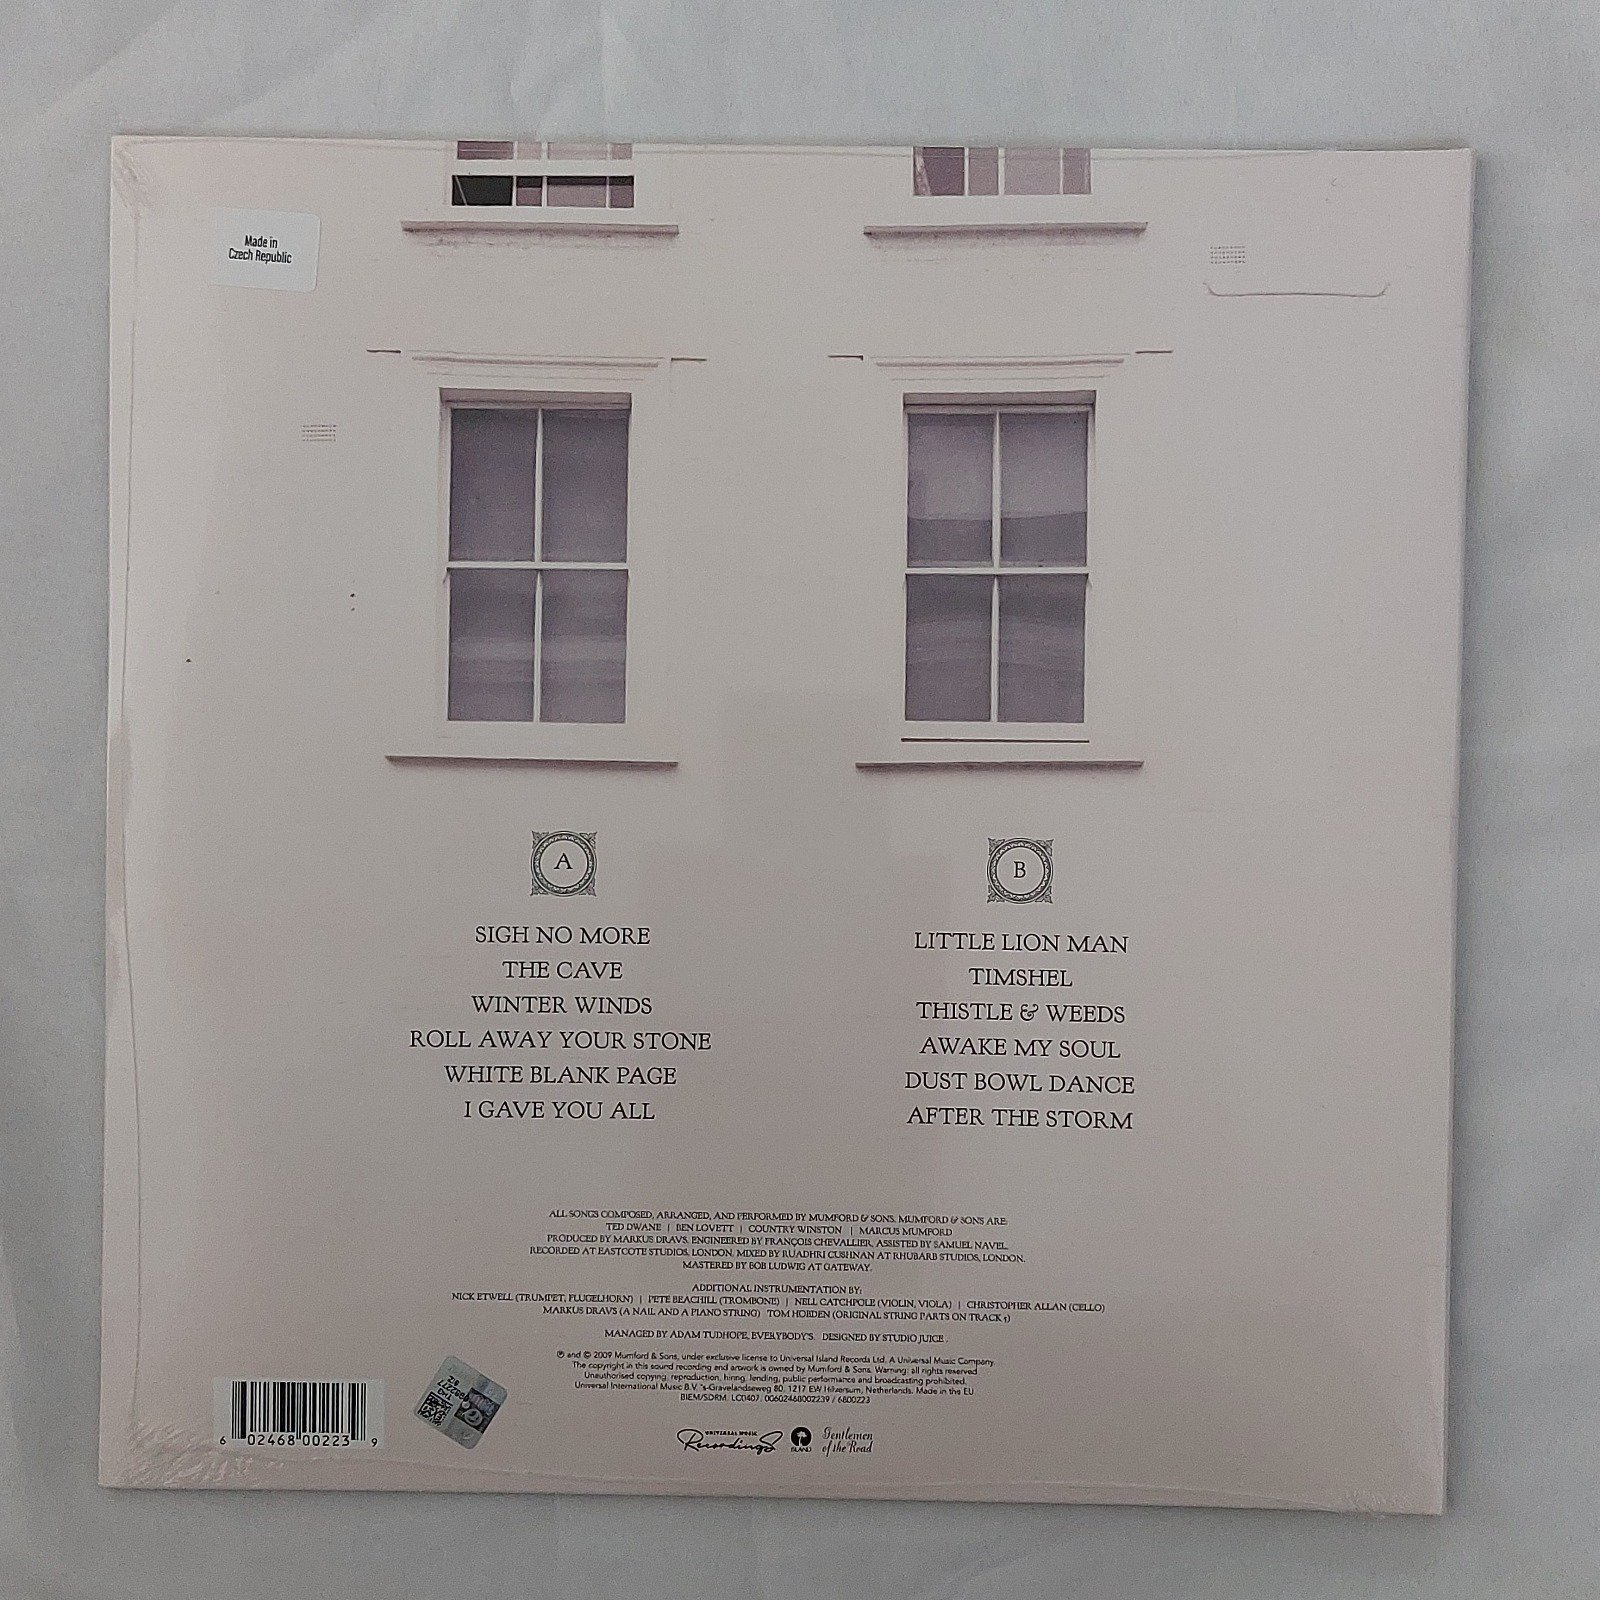 Made in
Czech Republic
A
SIGH NO MORE
THE CAVE
WINTER WINDS
ROLL AWAY YOUR STONE
WHITE BLANK PAGE
I GAVE YOU ALL
B
LITTLE LION MAN
TIMSHEL
THISTLE & WEEDS
AWAKE MY SOUL
DUST BOWL DANCE
AFTER THE STORM
ALL SONGS COMPOSED, ARRANGED, AND PERFORMED BY MUMFORD & SONS. MUMFORD & SONS ARE:
TED DWANE | BEN LOVETT | COUNTRY WINSTON | MARCUS MUMFORD
PRODUCED BY MARKUS DRAVS. ENGINEERED BY FRANÇOIS CHEVALLIER, ASSISTED BY SAMUEL NAVEL.
RECORDED AT EASTCOTE STUDIOS, LONDON. MIXED BY RUADHRI CUSHNAN AT RHUBARB STUDIOS, LONDON.
MASTERED BY BOB LUDWIG AT GATEWAY.
ADDITIONAL INSTRUMENTATION BY:
NICK ETWELL (TRUMPET, FLUGELHORN) | PETE BEACHILL (TROMBONE) | NELL CATCHPOLE (VIOLIN, VIOLA) | CHRISTOPHER ALLAN (CELLO)
MARKUS DRAVS (A NAIL AND A PIANO STRING) TOM HOBDEN (ORIGINAL STRING PARTS ON TRACK 1)
MANAGED BY ADAM TUDHOPE, EVERYBODY'S. DESIGNED BY STUDIO JUICE.
℗ and © 2009 Mumford & Sons, under exclusive license to Universal Island Records Ltd. A Universal Music Company.
The copyright in this sound recording and artwork is owned by Mumford & Sons. Warning: all rights reserved.
Unauthorised copying, reproduction, hiring, lending, public performance and broadcasting prohibited.
Universal International Music B.V. 's-Gravelandseweg 80, 1217 EW Hilversum, Netherlands. Made in the EU.
BIEM/SDRM. LC0407. 00602468002239 / 6800223
6 02468 00223 9
UNIVERSAL MUSIC
Recordings
ISLAND
Gentlemen
of the Road